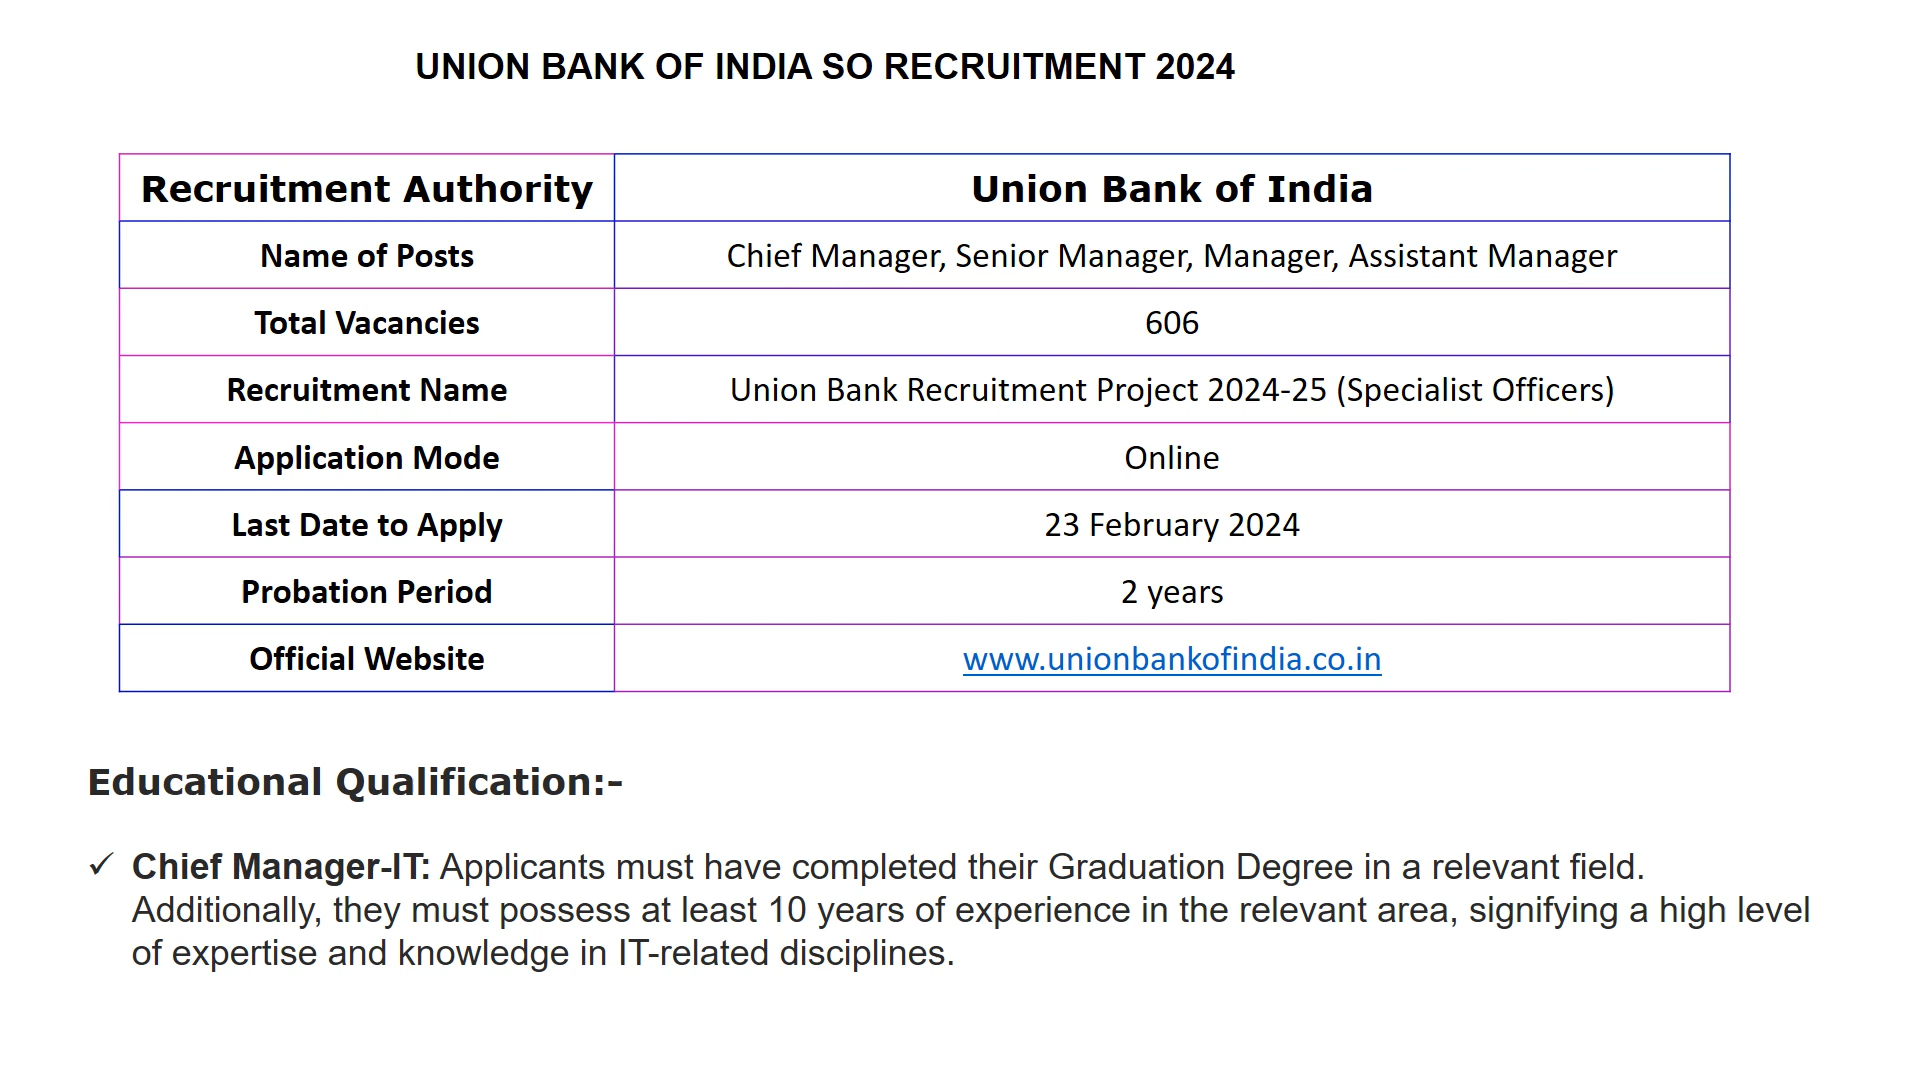 UNION BANK OF INDIA SO RECRUITMENT 2024
Recruitment Authority Union Bank of India
Name of Posts Chief Manager, Senior Manager, Manager, Assistant Manager
Total Vacancies 606
Recruitment Name Union Bank Recruitment Project 2024-25 (Specialist Officers)
Application Mode Online
Last Date to Apply 23 February 2024
Probation Period 2 years
Official Website www.unionbankofindia.co.in
Educational Qualification:-
✓ Chief Manager-IT: Applicants must have completed their Graduation Degree in a relevant field.
Additionally, they must possess at least 10 years of experience in the relevant area, signifying a high level
of expertise and knowledge in IT-related disciplines.